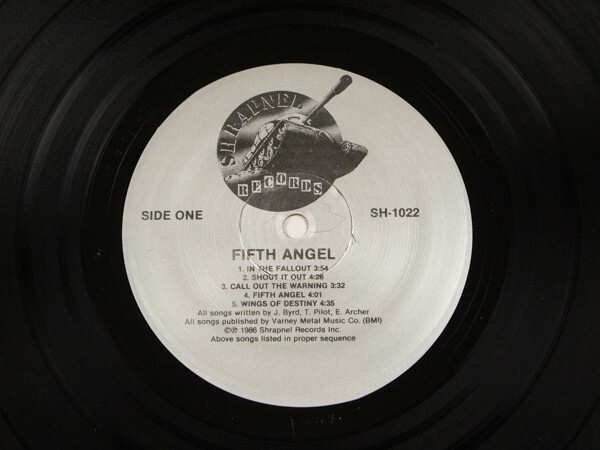 SHRAPNEL
RECORDS
SIDE ONE
SH-1022
FIFTH ANGEL
1. IN THE FALLOUT 3:54
2. SHOUT IT OUT 4:26
3. CALL OUT THE WARNING 3:32
4. FIFTH ANGEL 4:01
5. WINGS OF DESTINY 4:35
All songs written by J. Byrd, T. Pilot, E. Archer
All songs published by Varney Metal Music Co. (BMI)
©℗ 1986 Shrapnel Records Inc.
Above songs listed in proper sequence